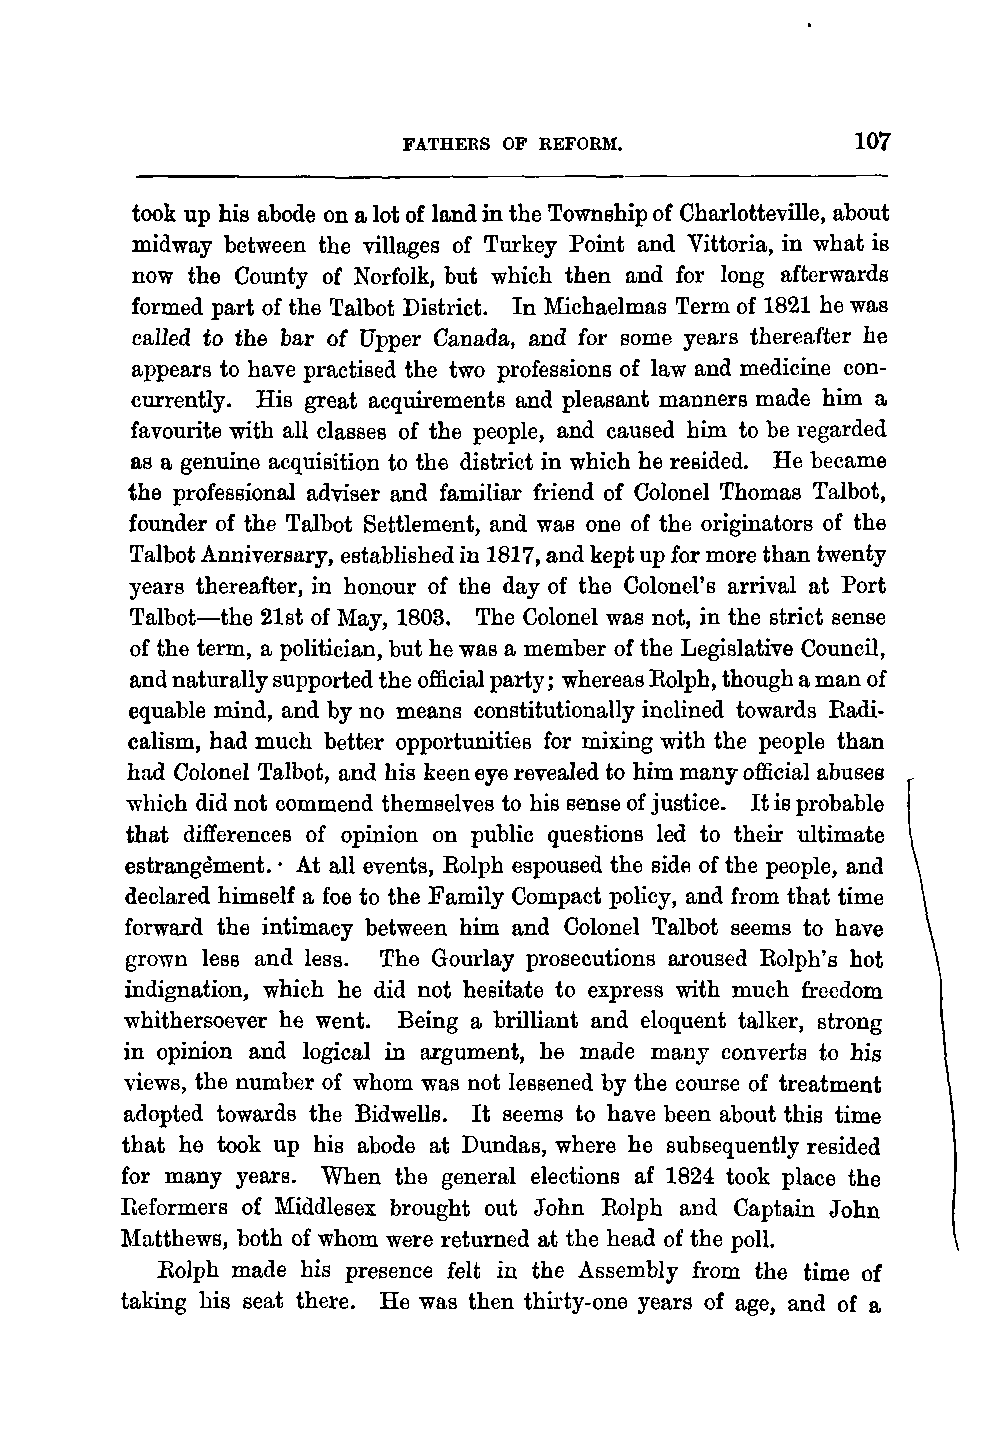 FATHERS OF REFORM. 107
took up his abode on a lot of land in the Township of Charlotteville, about
midway between the villages of Turkey Point and Vittoria, in what is
now the County of Norfolk, but which then and for long afterwards
formed part of the Talbot District. In Michaelmas Term of 1821 he was
called to the bar of Upper Canada, and for some years thereafter he
appears to have practised the two professions of law and medicine con-
currently. His great acquirements and pleasant manners made him a
favourite with all classes of the people, and caused him to be regarded
as a genuine acquisition to the district in which he resided. He became
the professional adviser and familiar friend of Colonel Thomas Talbot,
founder of the Talbot Settlement, and was one of the originators of the
Talbot Anniversary, established in 1817, and kept up for more than twenty
years thereafter, in honour of the day of the Colonel's arrival at Port
Talbot—the 21st of May, 1803. The Colonel was not, in the strict sense
of the term, a politician, but he was a member of the Legislative Council,
and naturally supported the official party; whereas Rolph, though a man of
equable mind, and by no means constitutionally inclined towards Radi-
calism, had much better opportunities for mixing with the people than
had Colonel Talbot, and his keen eye revealed to him many official abuses
which did not commend themselves to his sense of justice. It is probable
that differences of opinion on public questions led to their ultimate
estrangement. At all events, Rolph espoused the side of the people, and
declared himself a foe to the Family Compact policy, and from that time
forward the intimacy between him and Colonel Talbot seems to have
grown less and less. The Gourlay prosecutions aroused Rolph's hot
indignation, which he did not hesitate to express with much freedom
whithersoever he went. Being a brilliant and eloquent talker, strong
in opinion and logical in argument, he made many converts to his
views, the number of whom was not lessened by the course of treatment
adopted towards the Bidwells. It seems to have been about this time
that he took up his abode at Dundas, where he subsequently resided
for many years. When the general elections af 1824 took place the
Reformers of Middlesex brought out John Rolph and Captain John
Matthews, both of whom were returned at the head of the poll.
Rolph made his presence felt in the Assembly from the time of
taking his seat there. He was then thirty-one years of age, and of a